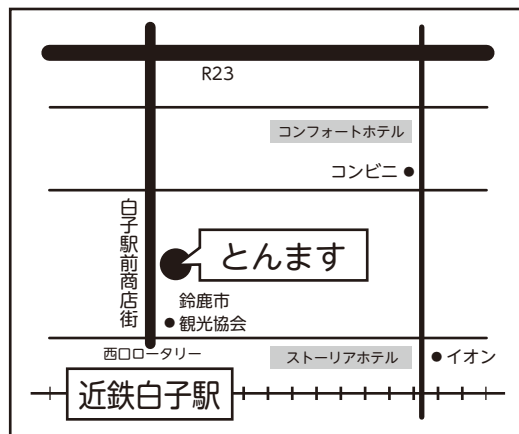 R23
コンフォートホテル
コンビニ
白子駅前商店街
とんます
鈴鹿市
観光協会
西口ロータリー
ストーリアホテル
イオン
近鉄白子駅